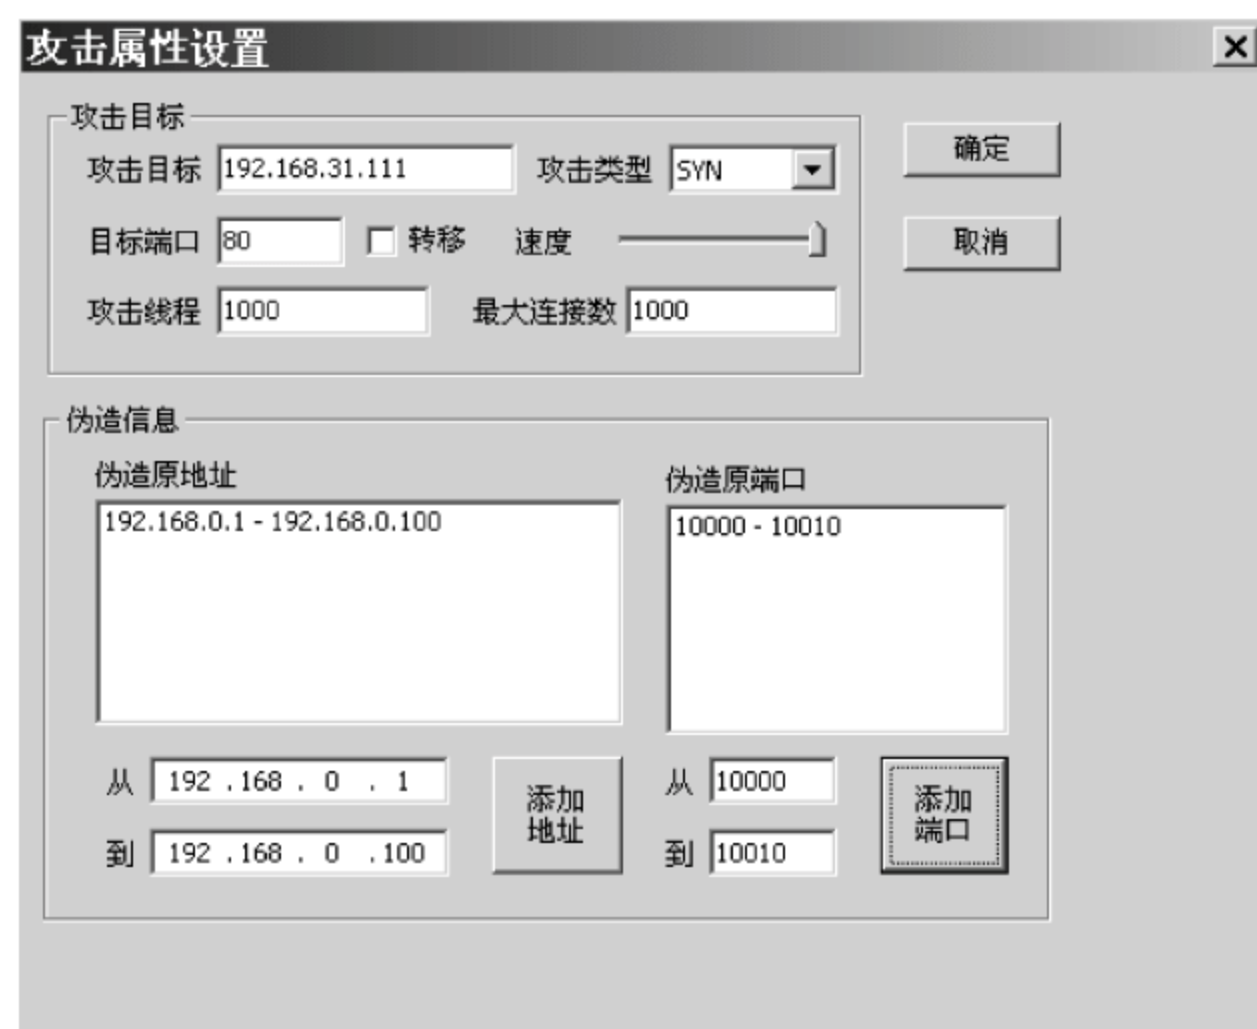 攻击属性设置
攻击目标
攻击目标 192.168.31.111 攻击类型 SYN
确定
目标端口 80 转移 速度
取消
攻击线程 1000 最大连接数 1000
伪造信息
伪造原地址
伪造原端口
192.168.0.1 - 192.168.0.100
10000 - 10010
从 192 . 168 . 0 . 1
到 192 . 168 . 0 . 100
添加
地址
从 10000
到 10010
添加
端口